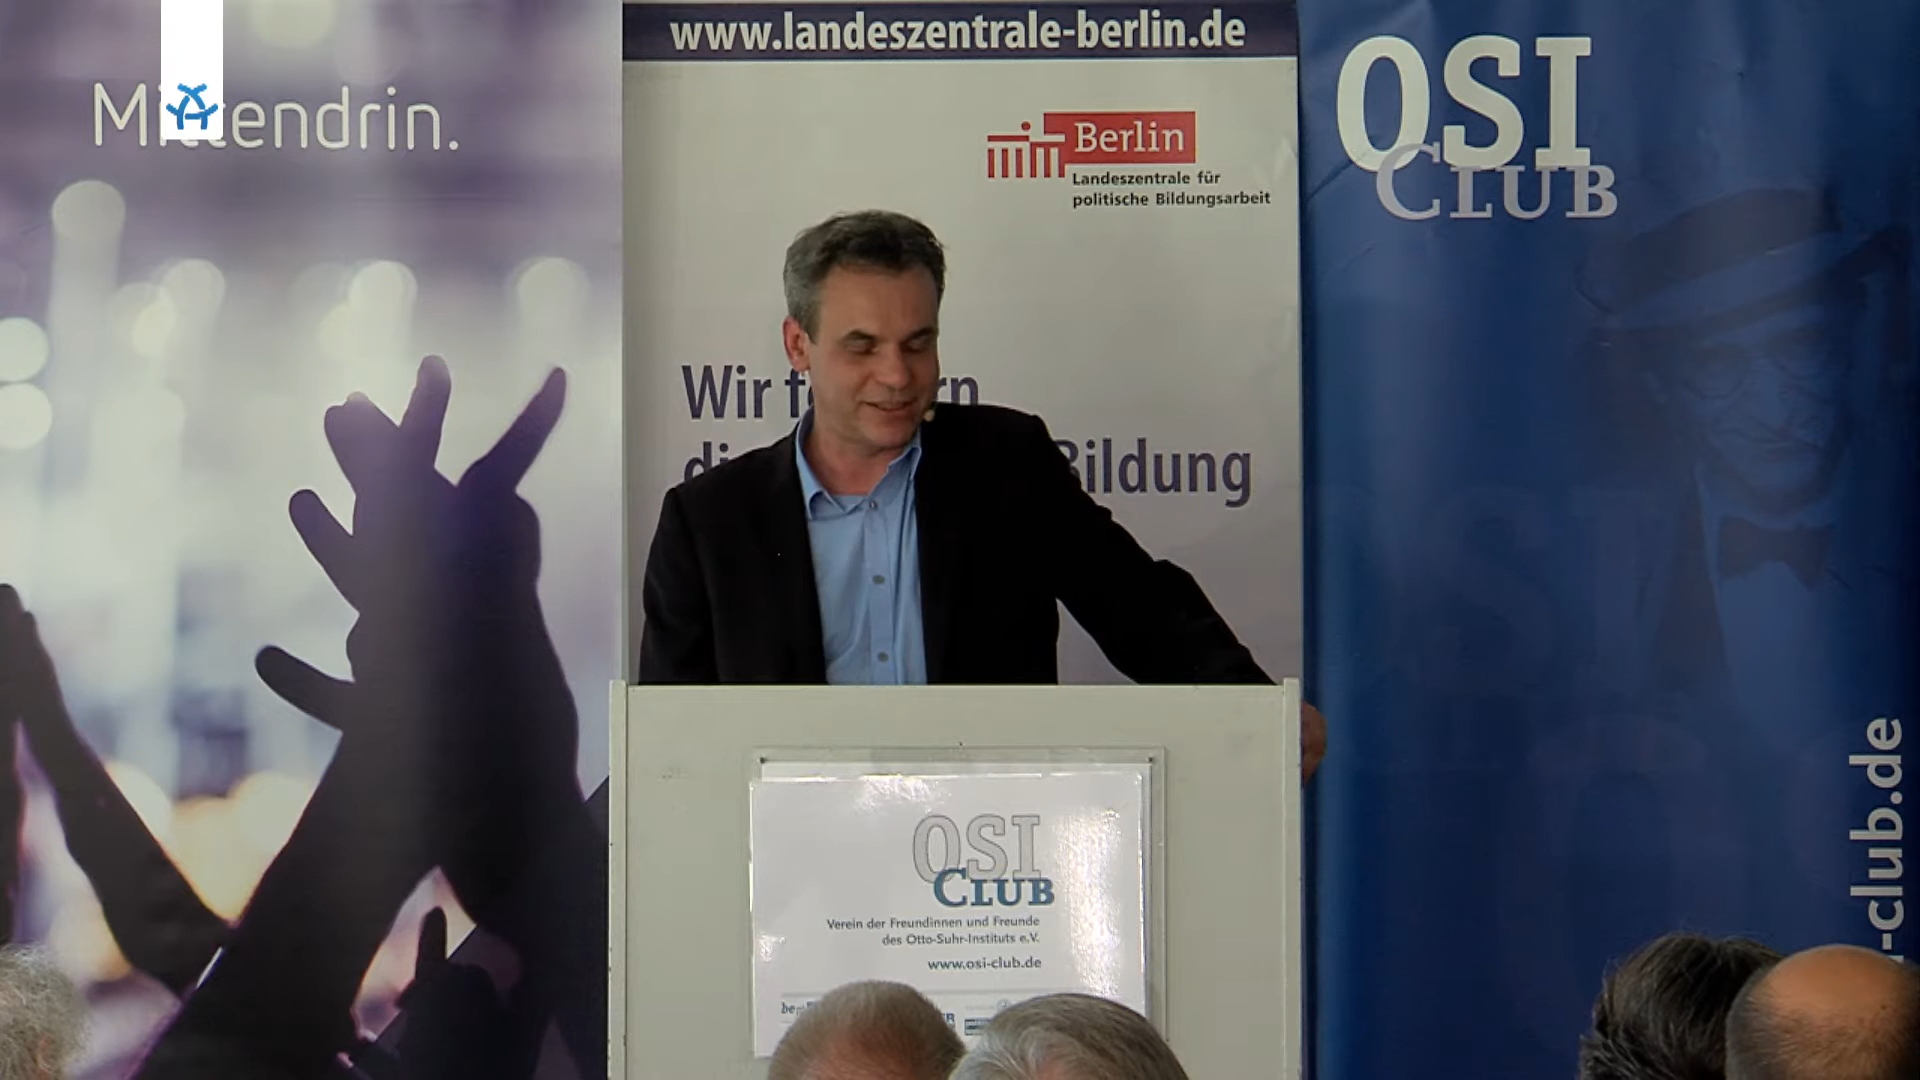 www.landeszentrale-berlin.de
Berlin
Landeszentrale für
politische Bildungsarbeit
Wir
Bildung
OSI
CLUB
-club.de
OSI
CLUB
Verein der Freundinnen und Freunde
des Otto-Suhr-Instituts e.V.
www.osi-club.de